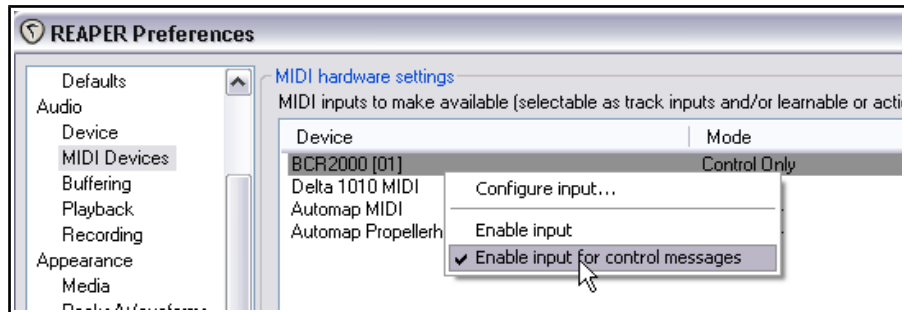 REAPER Preferences
Defaults
Audio
Device
MIDI Devices
Buffering
Playback
Recording
Appearance
Media
MIDI hardware settings
MIDI inputs to make available (selectable as track inputs and/or learnable or acti
Device Mode
BCR2000 [01] Control Only
Delta 1010 MIDI
Automap MIDI
Automap Propellerh
Configure input...
Enable input
Enable input for control messages